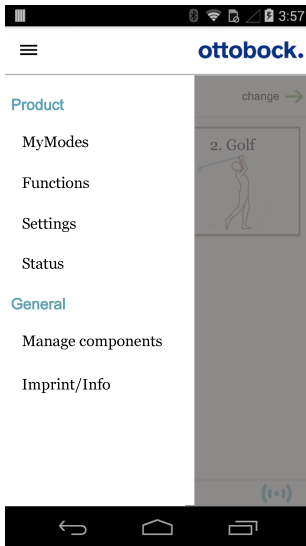 3:57
ottobock.
Product
change
MyModes
2. Golf
Functions
Settings
Status
General
Manage components
Imprint/Info